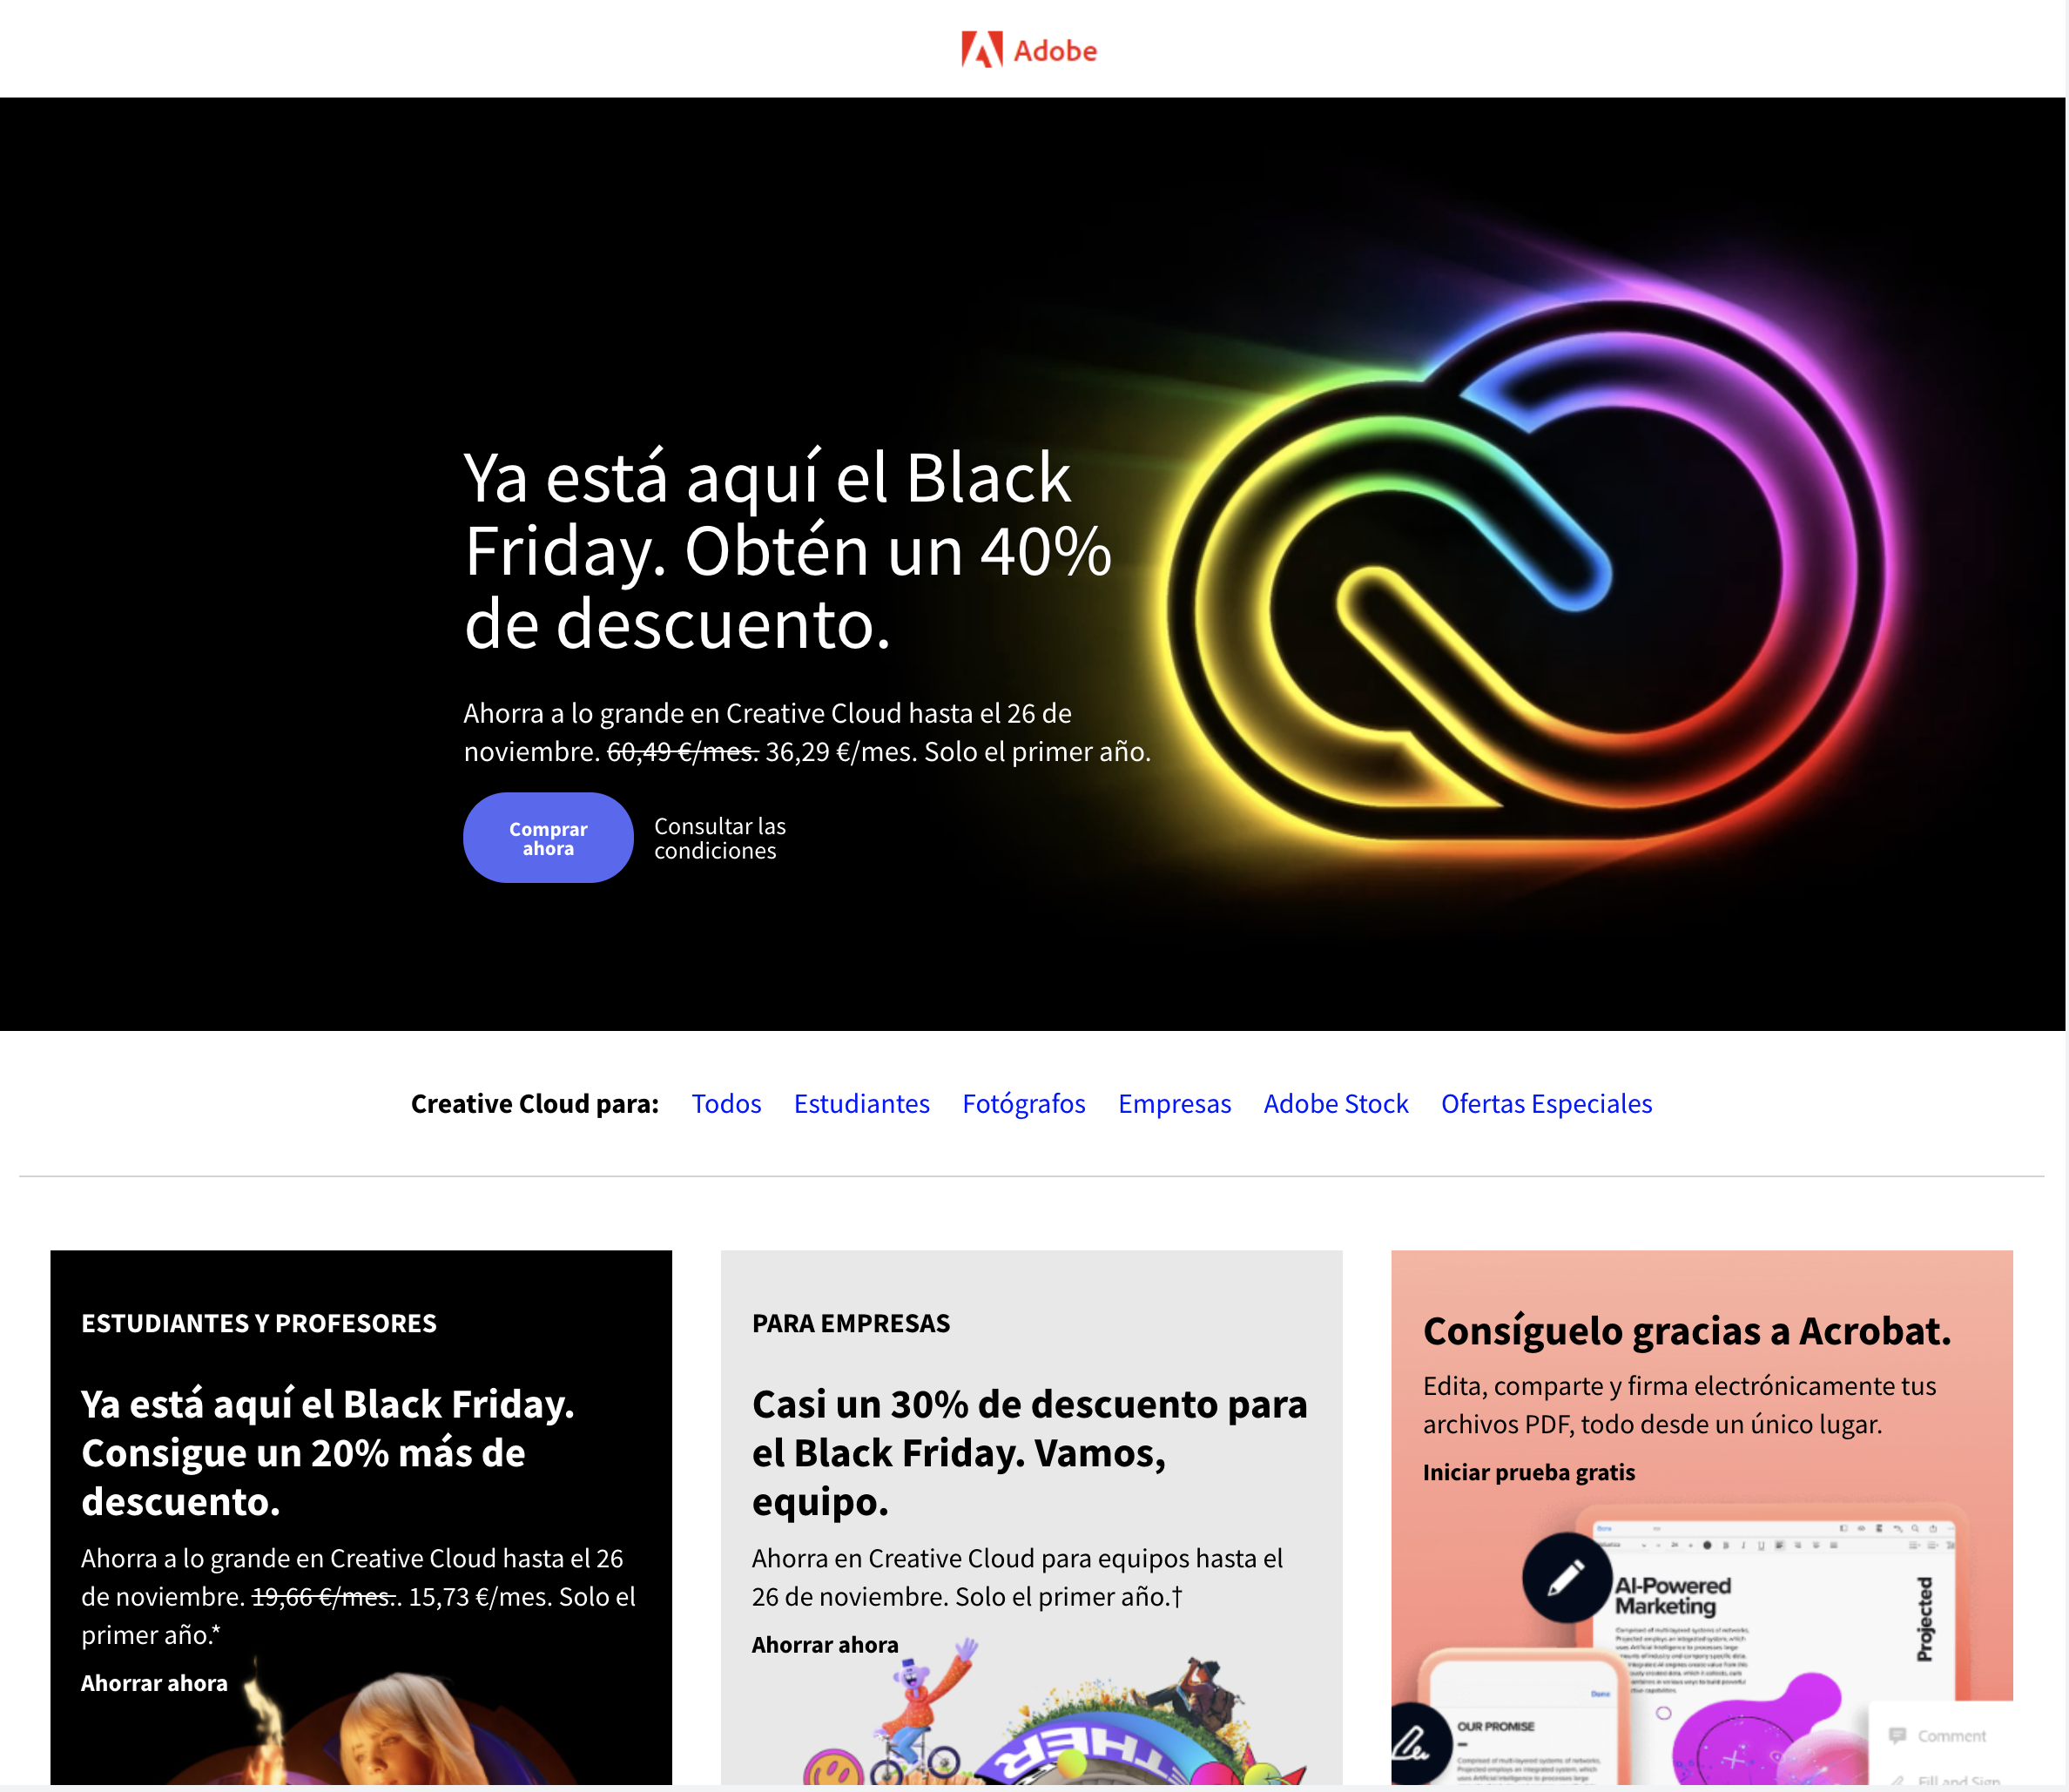 Adobe
Ya está aquí el Black
Friday. Obtén un 40%
de descuento.
Ahorra a lo grande en Creative Cloud hasta el 26 de
noviembre. 60,49 €/mes. 36,29 €/mes. Solo el primer año.
Comprar
ahora
Consultar las
condiciones
Creative Cloud para: Todos Estudiantes Fotógrafos Empresas Adobe Stock Ofertas Especiales
ESTUDIANTES Y PROFESORES
Ya está aquí el Black Friday.
Consigue un 20% más de
descuento.
Ahorra a lo grande en Creative Cloud hasta el 26
de noviembre. 19,66 €/mes.. 15,73 €/mes. Solo el
primer año.*
Ahorrar ahora
PARA EMPRESAS
Casi un 30% de descuento para
el Black Friday. Vamos,
equipo.
Ahorra en Creative Cloud para equipos hasta el
26 de noviembre. Solo el primer año.†
Ahorrar ahora
THER
Consíguelo gracias a Acrobat.
Edita, comparte y firma electrónicamente tus
archivos PDF, todo desde un único lugar.
Iniciar prueba gratis
AI-Powered
Marketing
Projected
Done
OUR PROMISE
Comment
Fill and Sign